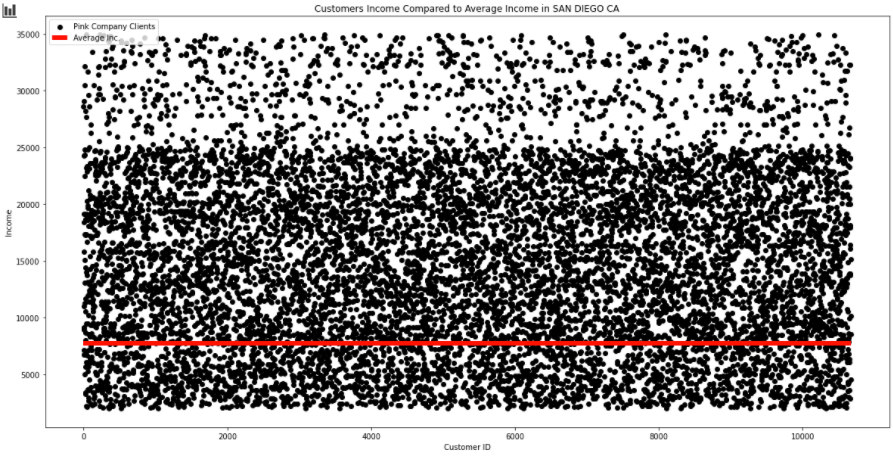 Customers Income Compared to Average Income in SAN DIEGO CA
Pink Company Clients
Average Inc.
35000
30000
25000
20000
15000
10000
5000
Income
0
2000
4000
6000
8000
10000
Customer ID